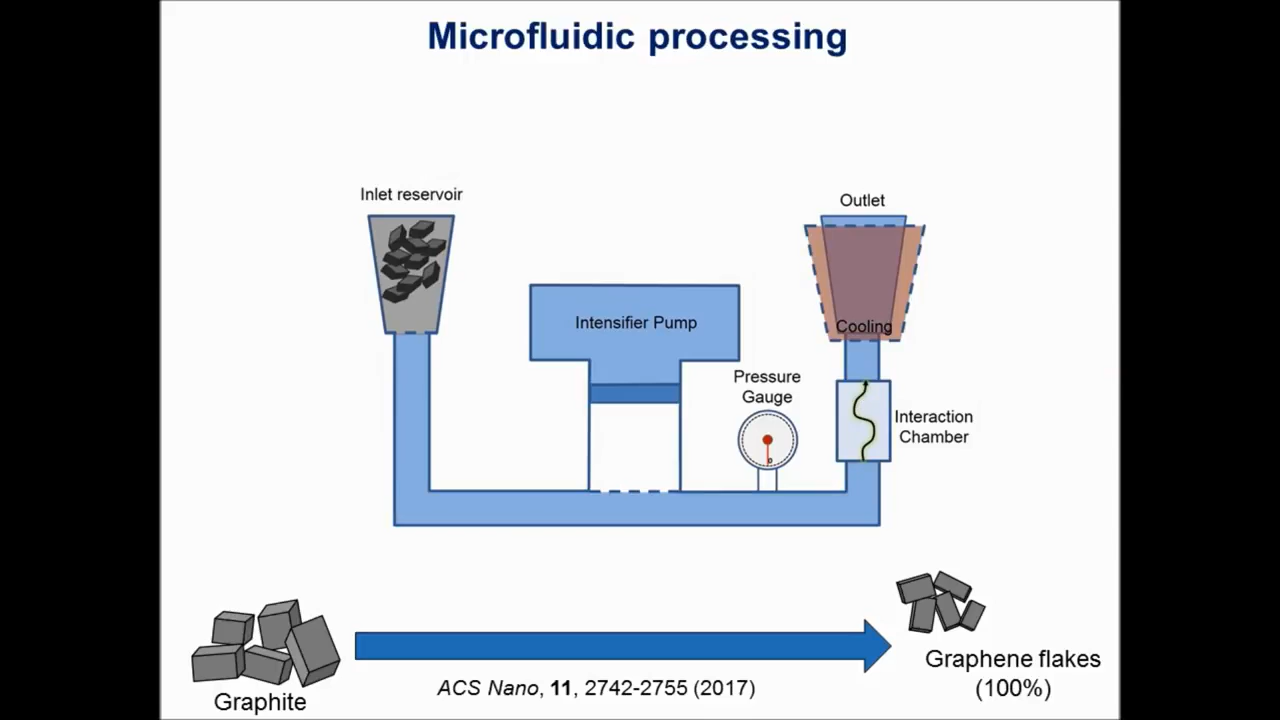 Microfluidic processing
Inlet reservoir
Outlet
Intensifier Pump
Cooling
Pressure
Gauge
Interaction
Chamber
Graphene flakes
(100%)
ACS Nano, 11, 2742-2755 (2017)
Graphite